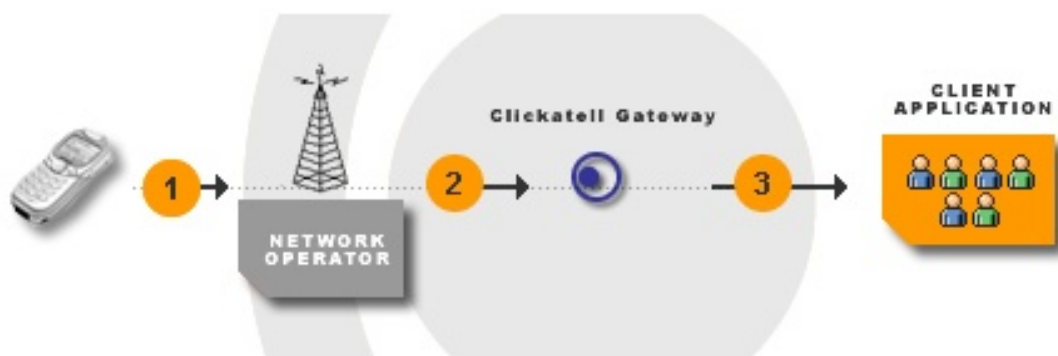 1
NETWORK
OPERATOR
2
Clickatell Gateway
3
CLIENT
APPLICATION